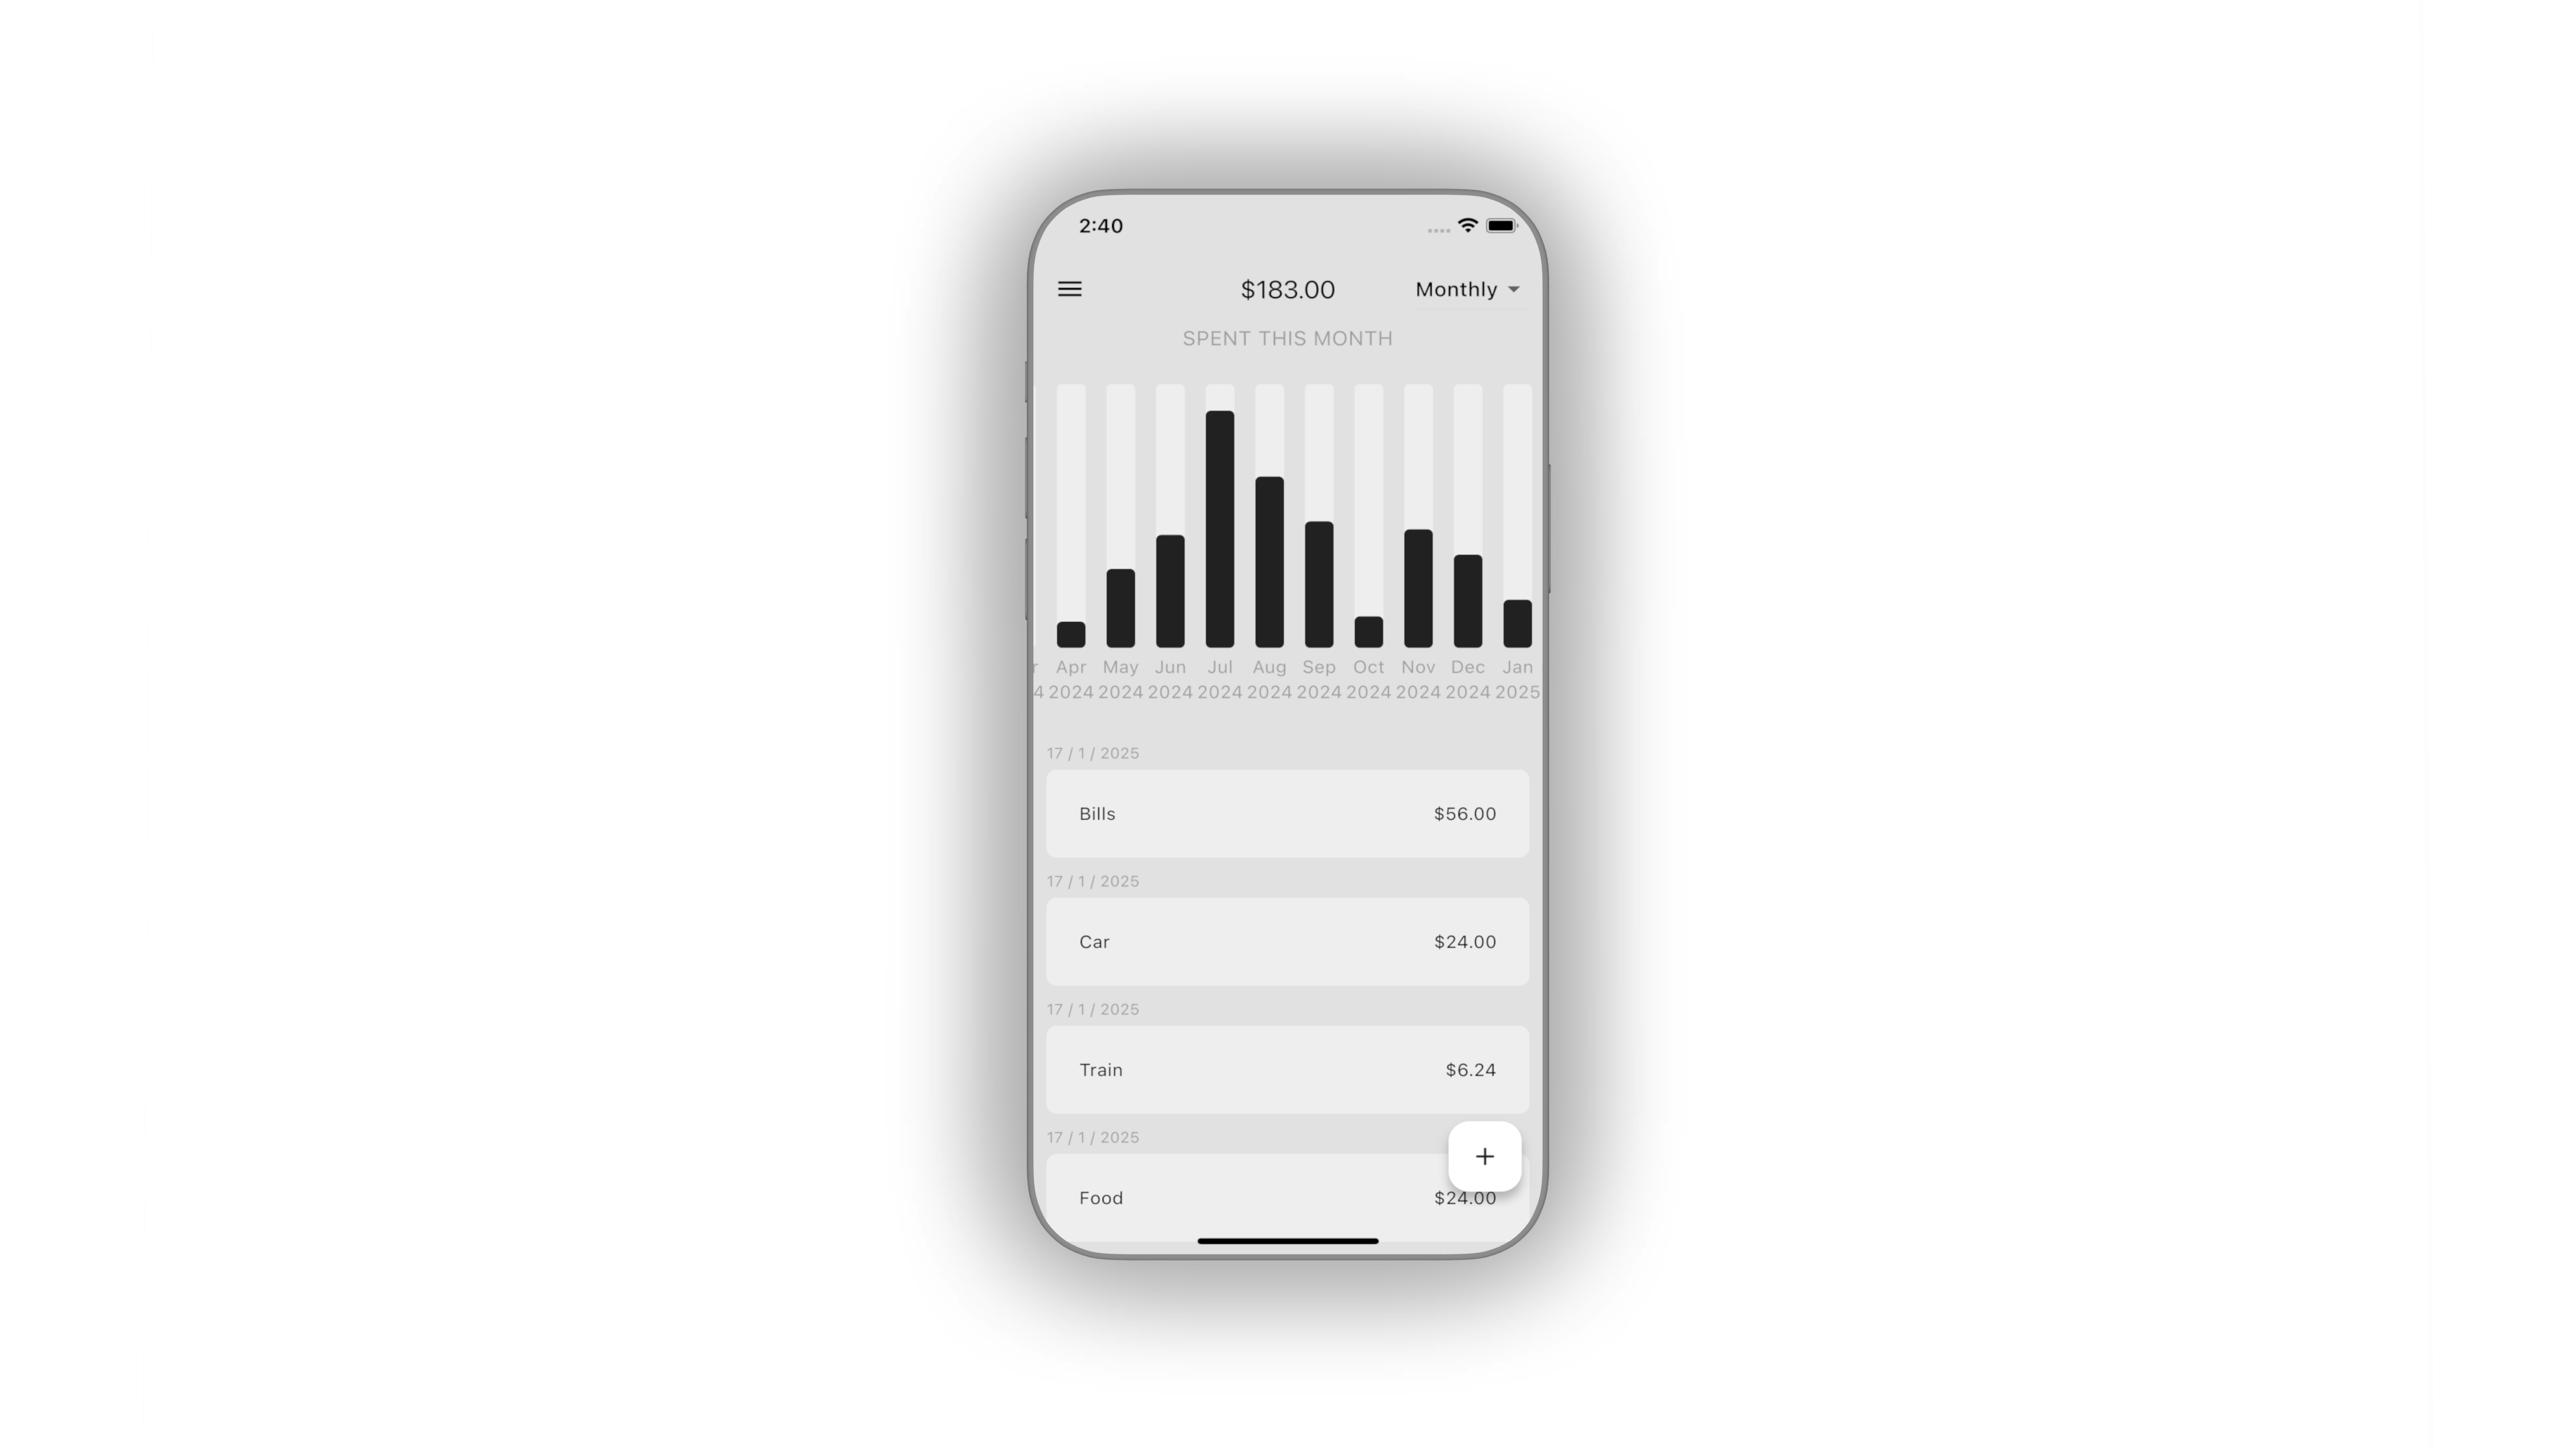 2:40
$183.00 Monthly
SPENT THIS MONTH
r Apr May Jun Jul Aug Sep Oct Nov Dec Jan
4 2024 2024 2024 2024 2024 2024 2024 2024 2024 2025
17 / 1 / 2025
Bills $56.00
17 / 1 / 2025
Car $24.00
17 / 1 / 2025
Train $6.24
17 / 1 / 2025
+
Food $24.00